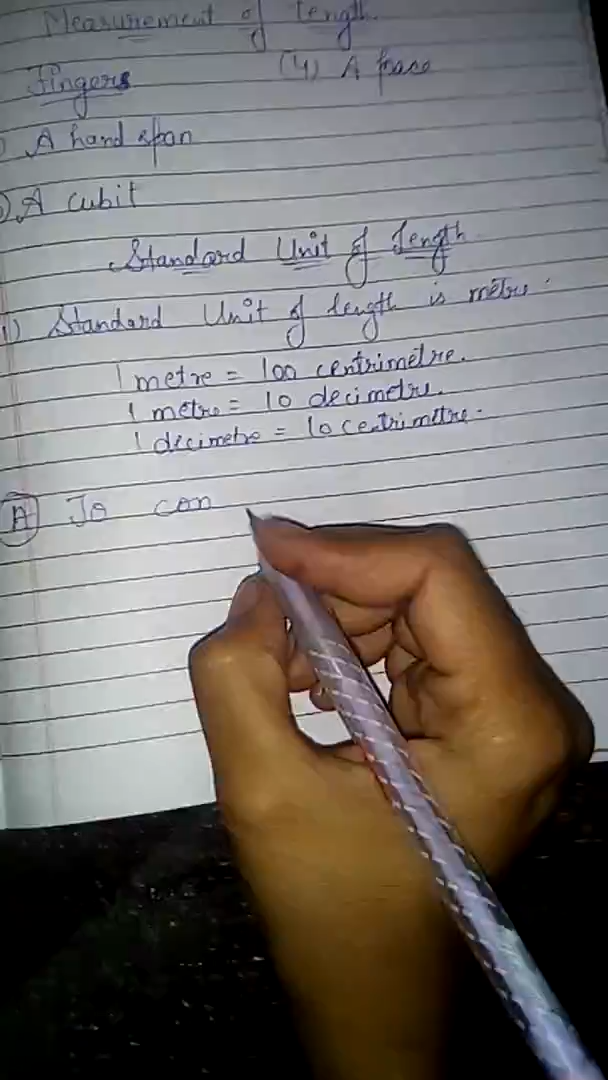 Measurement of length
Fingers (4) A pace
) A hand span
) A cubit
Standard Unit of length
1) Standard Unit of length is metre.
1 metre = 100 centrimetre.
1 metre = 10 decimetre.
1 decimetre = 10 centrimetre.
(A) To con